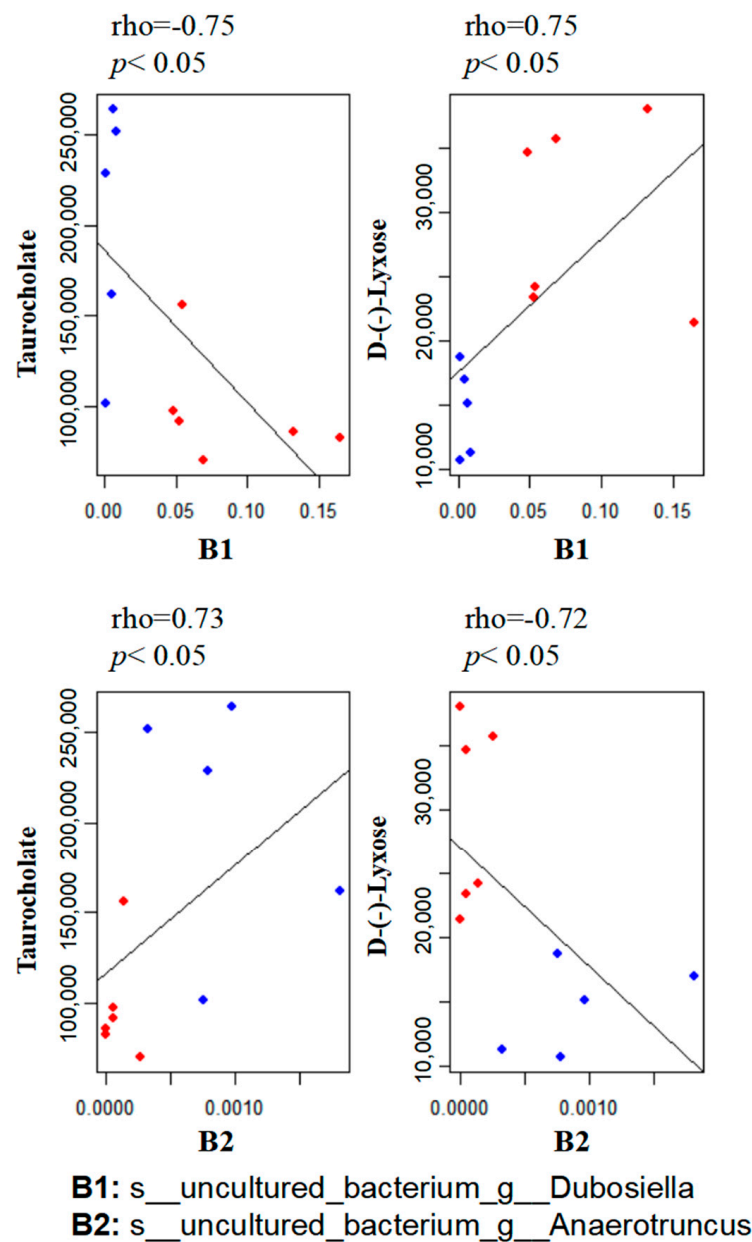 rho=-0.75
p< 0.05
250,000
200,000
150,000
100,000
Taurocholate
0.00 0.05 0.10 0.15
B1
rho=0.75
p< 0.05
30,000
20,000
10,000
D-(-)-Lyxose
0.00 0.05 0.10 0.15
B1
rho=0.73
p< 0.05
250,000
200,000
150,000
100,000
Taurocholate
0.0000 0.0010
B2
rho=-0.72
p< 0.05
30,000
20,000
10,000
D-(-)-Lyxose
0.0000 0.0010
B2
B1: s__uncultured_bacterium_g__Dubosiella
B2: s__uncultured_bacterium_g__Anaerotruncus